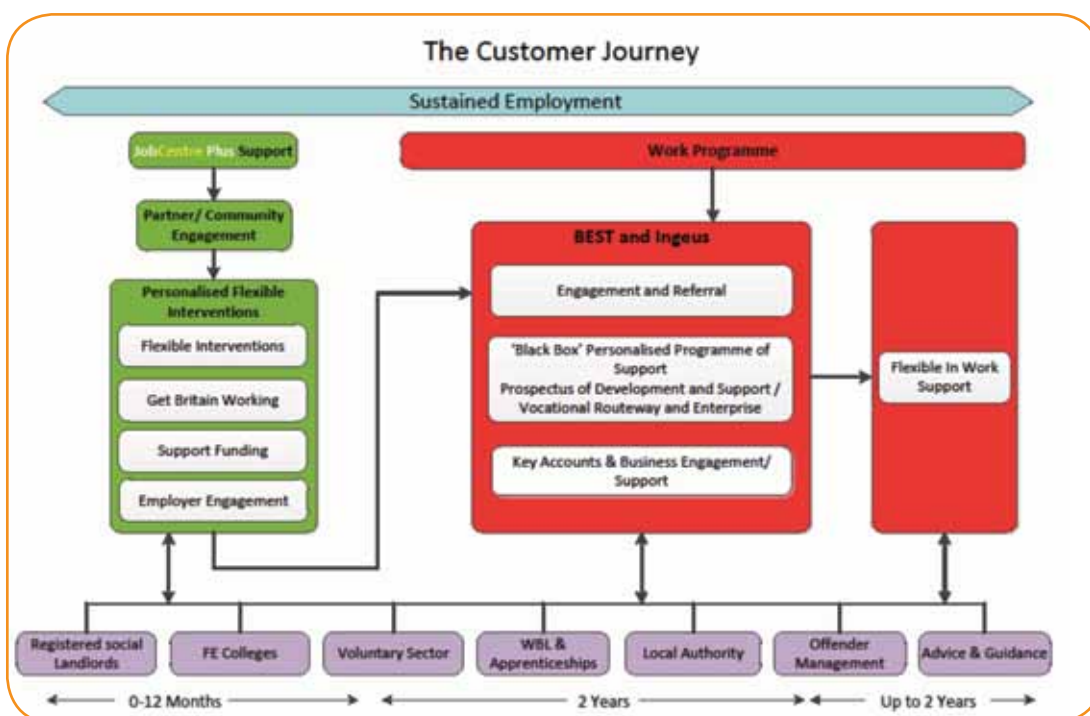 The Customer Journey
Sustained Employment
JobCentre Plus Support
Work Programme
Partner/ Community
Engagement
BEST and Ingeus
Personalised Flexible
Interventions
Flexible Interventions
Get Britain Working
Support Funding
Employer Engagement
Engagement and Referral
'Black Box' Personalised Programme of
Support
Prospectus of Development and Support /
Vocational Routeway and Enterprise
Key Accounts & Business Engagement/
Support
Flexible In Work
Support
Registered social
Landlords
FE Colleges
Voluntary Sector
WBL &
Apprenticeships
Local Authority
Offender
Management
Advice & Guidance
0-12 Months
2 Years
Up to 2 Years